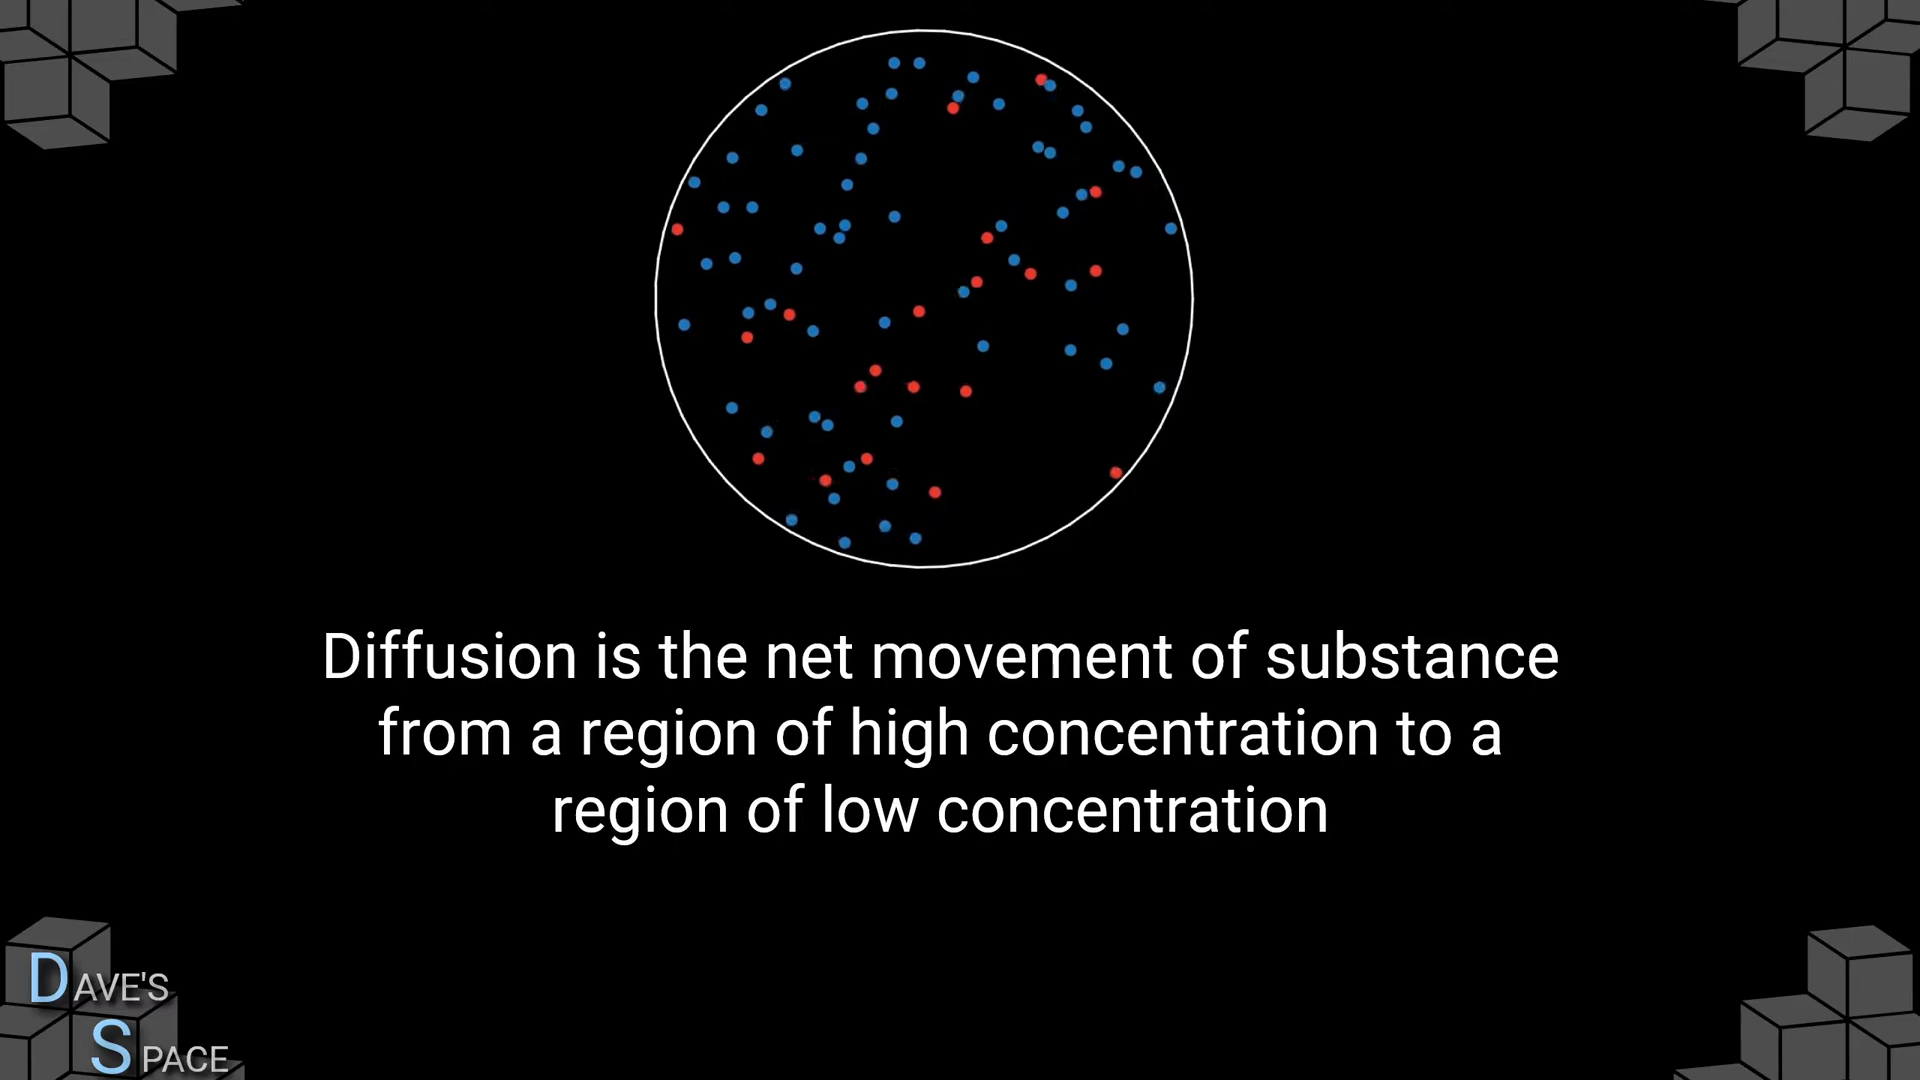 Diffusion is the net movement of substance
from a region of high concentration to a
region of low concentration
DAVE'S
SPACE